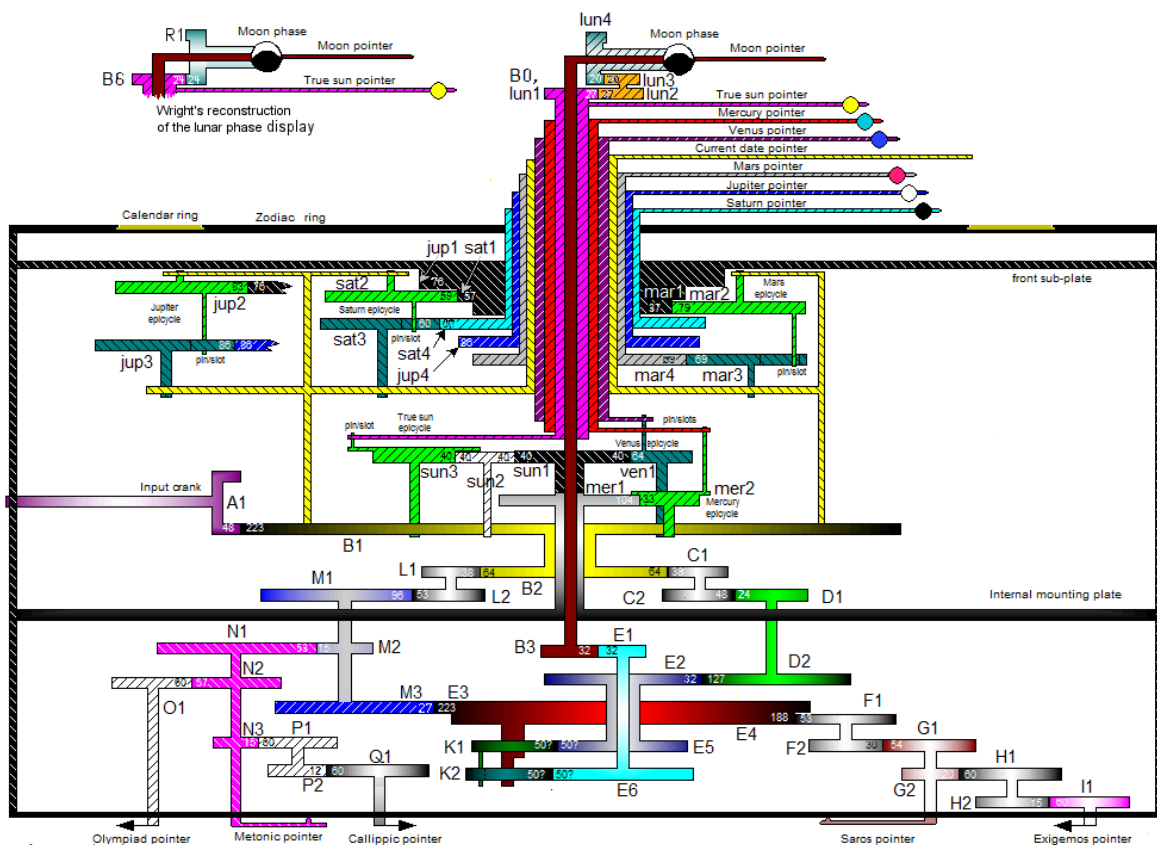 R1
Moon phase
Moon pointer
B6
24
24
True sun pointer
Wright's reconstruction
of the lunar phase display
lun4
Moon phase
Moon pointer
20
20
lun3
B0,
lun1
27
27
lun2
True sun pointer
Mercury pointer
Venus pointer
Current date pointer
Mars pointer
Jupiter pointer
Saturn pointer
Calendar ring
Zodiac ring
jup1 sat1
front sub-plate
sat2
76
83
76
jup2
59
57
mar1
mar2
Mars
epicycle
37
79
Jupiter
epicycle
Saturn epicycle
60
86
86
pin/slot
jup3
pin/slot
sat3
sat4
86
jup4
69
69
mar4
mar3
pin/slot
pin/slot
True sun
epicycle
pin/slots
Venus epicycle
40
40
40
40
40
64
sun3
sun2
sun1
ven1
mer1
mer2
104
33
Mercury
epicycle
Input crank
A1
48
223
B1
L1
38
64
B2
64
38
C1
M1
96
53
L2
C2
48
24
D1
Internal mounting plate
N1
53
15
M2
B3
32
32
E1
E2
N2
60
57
32
127
D2
O1
M3
27
E3
223
188
53
F1
E4
N3
15
60
P1
K1
50?
50?
E5
F2
30
54
G1
P2
12
60
Q1
K2
50?
50?
E6
G2
20
60
H1
H2
15
60
I1
Olympiad pointer
Metonic pointer
Callippic pointer
Saros pointer
Exigemos pointer